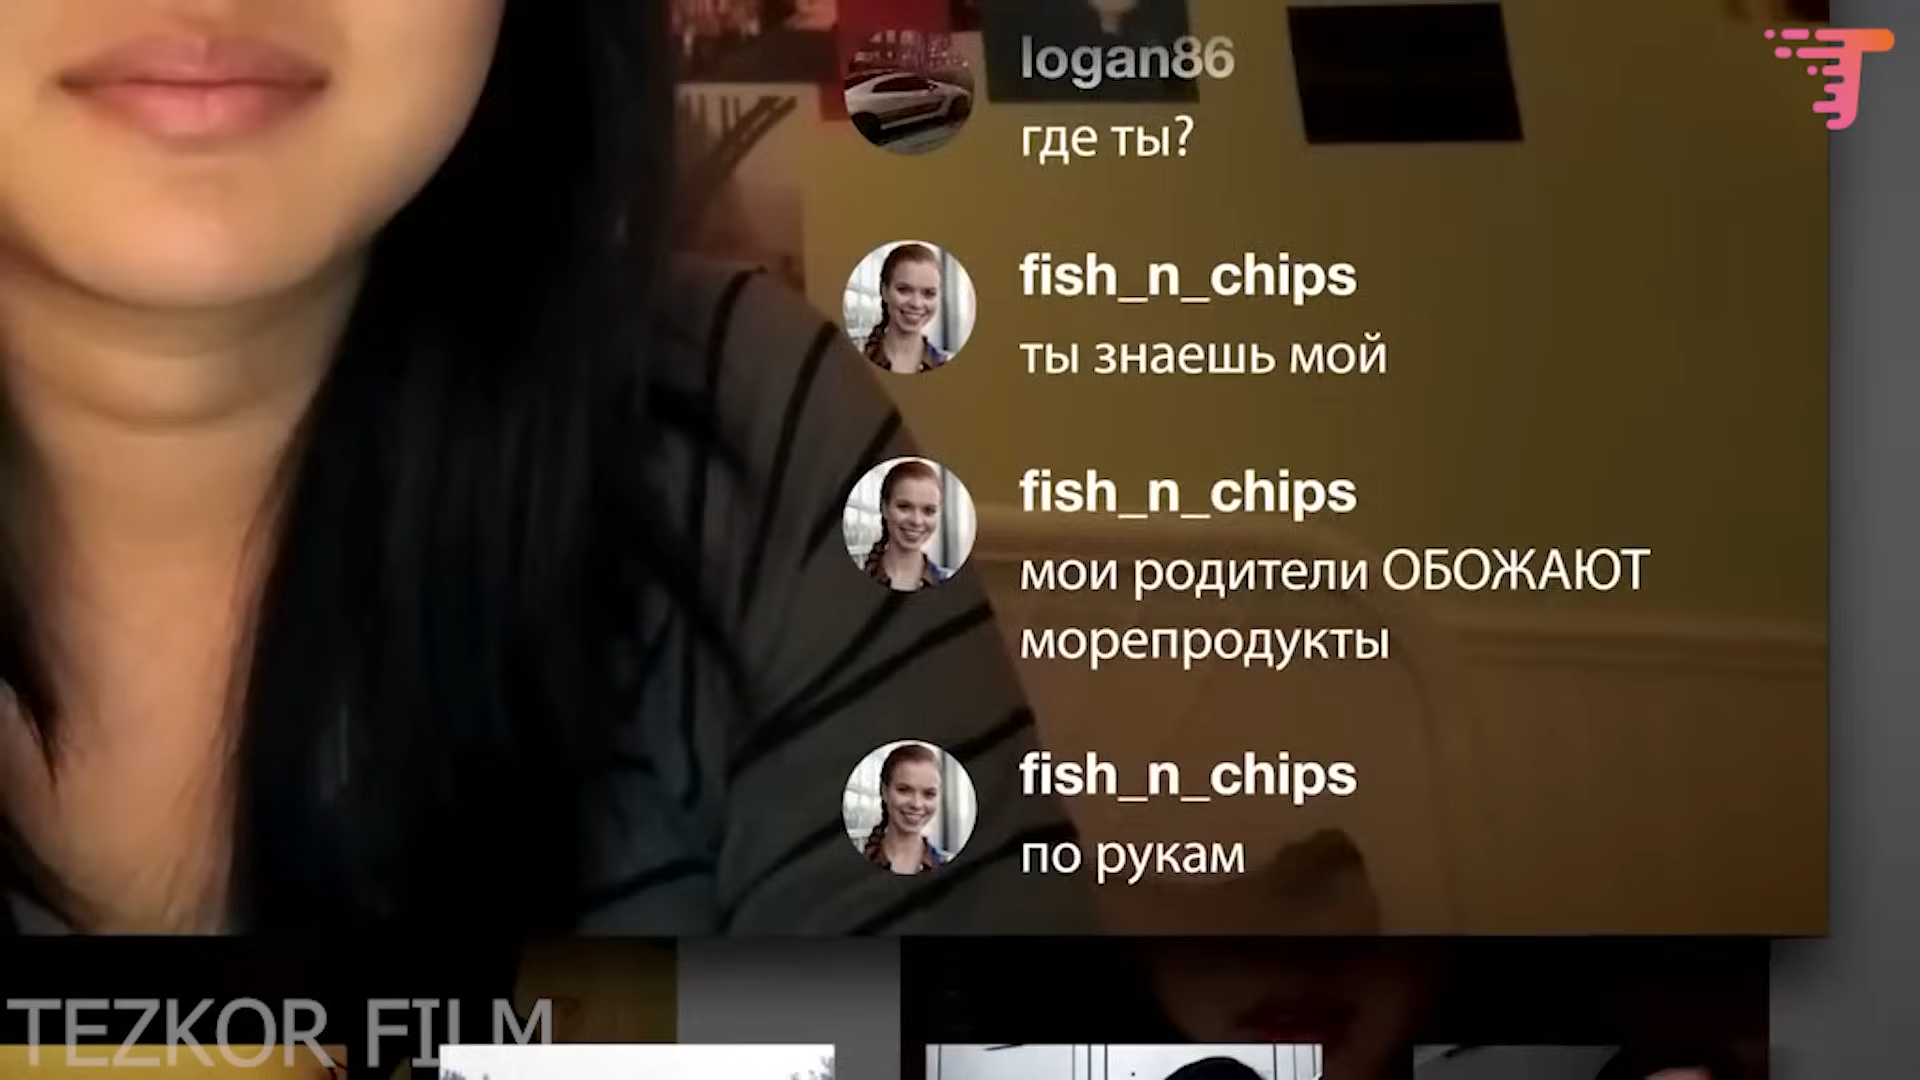 logan86
где ты?
fish_n_chips
ты знаешь мой
fish_n_chips
мои родители ОБОЖАЮТ
морепродукты
fish_n_chips
по рукам
TEZKOR FILM